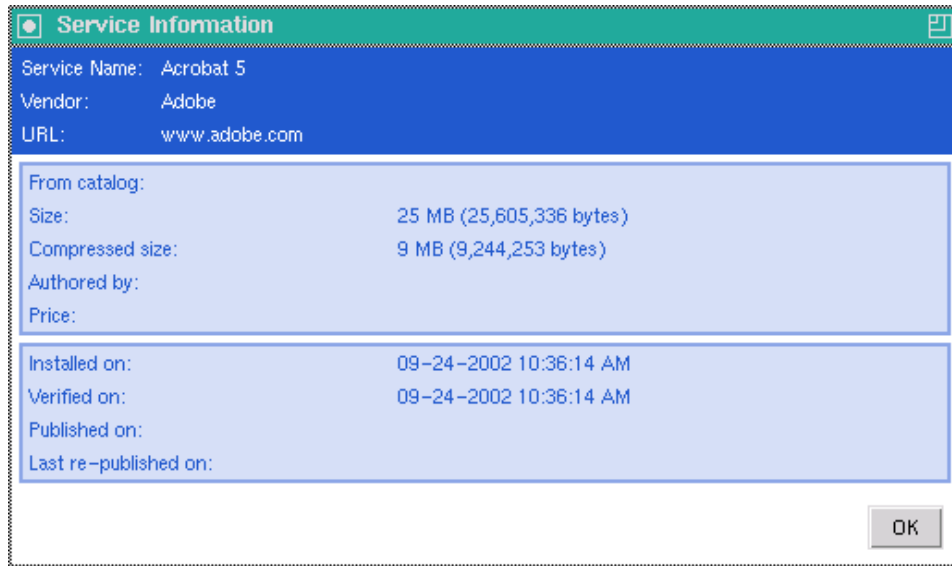 Service Information
Service Name: Acrobat 5
Vendor: Adobe
URL: www.adobe.com
From catalog:
Size: 25 MB (25,605,336 bytes)
Compressed size: 9 MB (9,244,253 bytes)
Authored by:
Price:
Installed on: 09-24-2002 10:36:14 AM
Verified on: 09-24-2002 10:36:14 AM
Published on:
Last re-published on:
OK